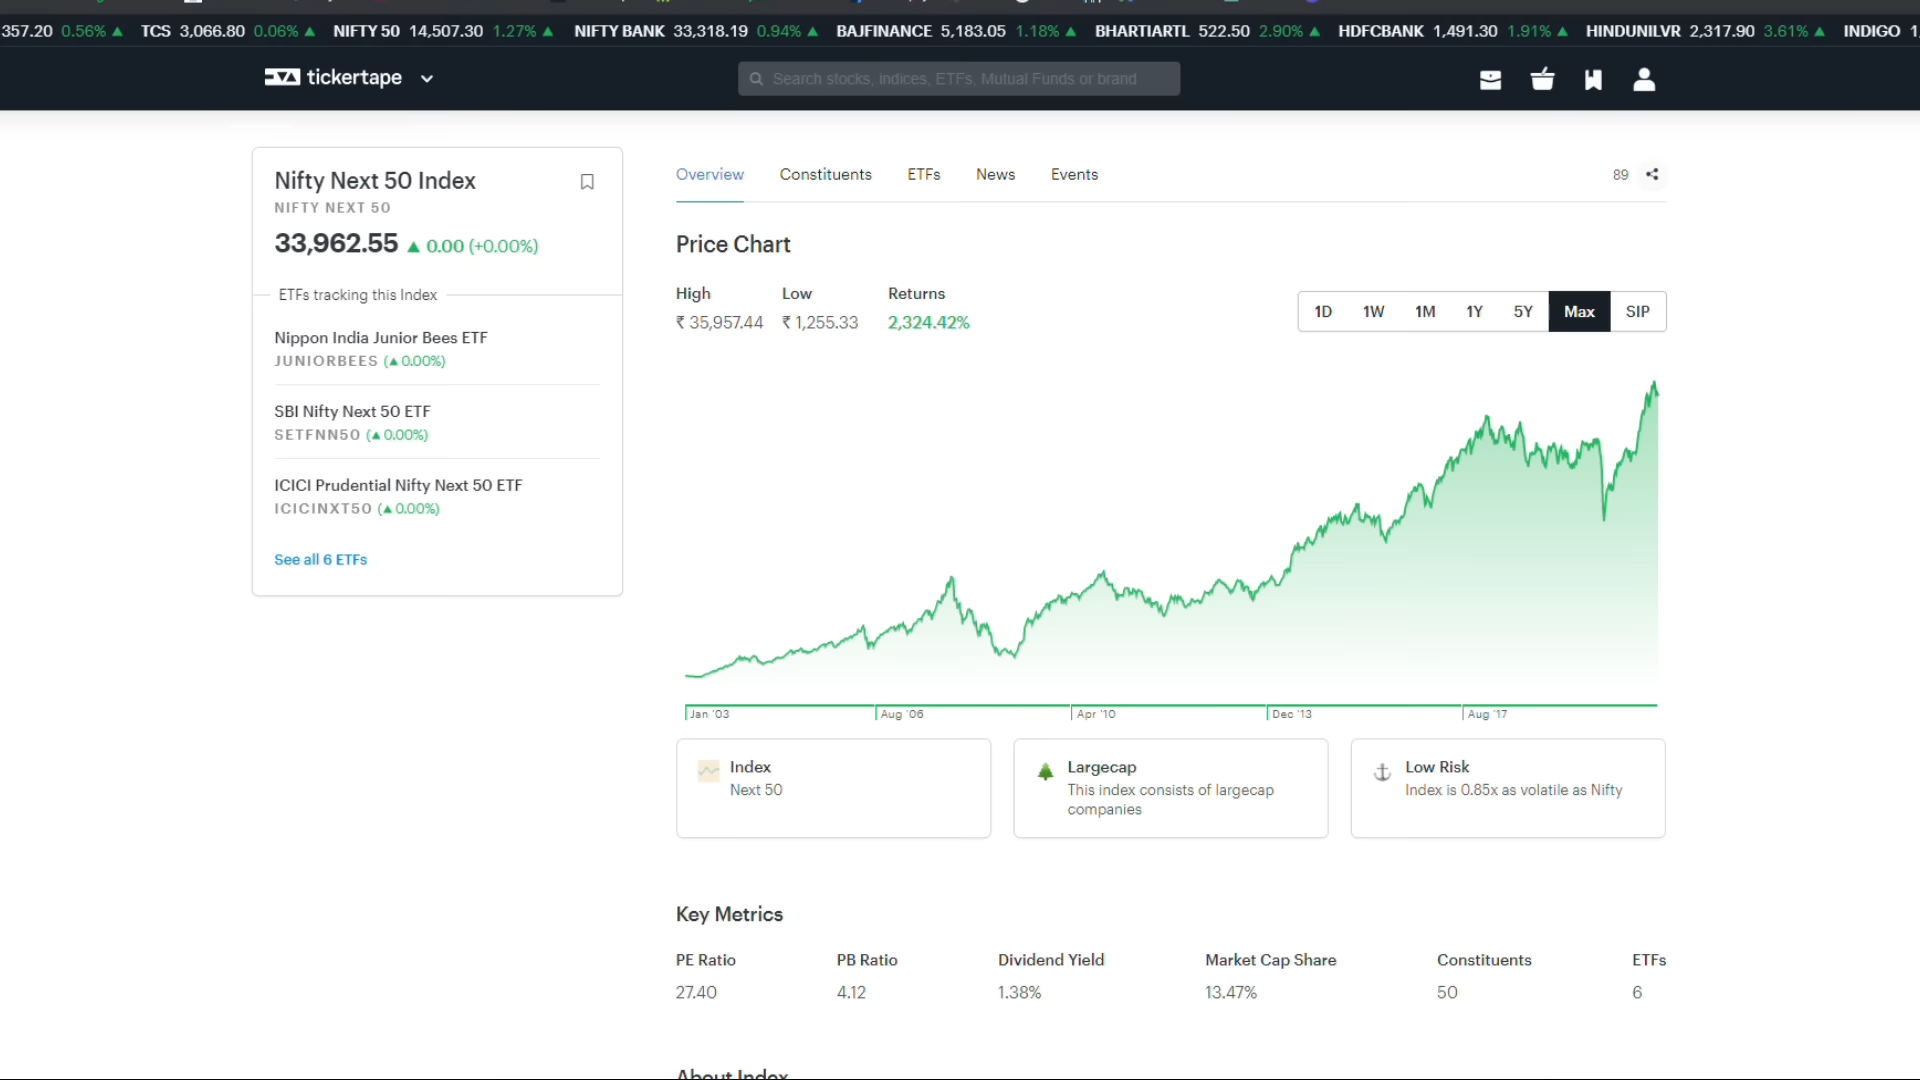 357.20 0.56% ▲ TCS 3,066.80 0.06% ▲ NIFTY 50 14,507.30 1.27% ▲ NIFTY BANK 33,318.19 0.94% ▲ BAJFINANCE 5,183.05 1.18% ▲ BHARTIARTL 522.50 2.90% ▲ HDFCBANK 1,491.30 1.91% ▲ HINDUNILVR 2,317.90 3.61% ▲ INDIGO
tickertape
Search stocks, indices, ETFs, Mutual Funds or brand
Nifty Next 50 Index
NIFTY NEXT 50
33,962.55 ▲ 0.00 (+0.00%)
ETFs tracking this Index
Nippon India Junior Bees ETF
JUNIORBEES (▲0.00%)
SBI Nifty Next 50 ETF
SETFNN50 (▲0.00%)
ICICI Prudential Nifty Next 50 ETF
ICICINXT50 (▲0.00%)
See all 6 ETFs
Overview Constituents ETFs News Events 89
Price Chart
High Low Returns
₹ 35,957.44 ₹ 1,255.33 2,324.42%
1D 1W 1M 1Y 5Y Max SIP
Jan '03 Aug '06 Apr '10 Dec '13 Aug '17
Index
Next 50
Largecap
This index consists of largecap
companies
Low Risk
Index is 0.85x as volatile as Nifty
Key Metrics
PE Ratio PB Ratio Dividend Yield Market Cap Share Constituents ETFs
27.40 4.12 1.38% 13.47% 50 6
About Index